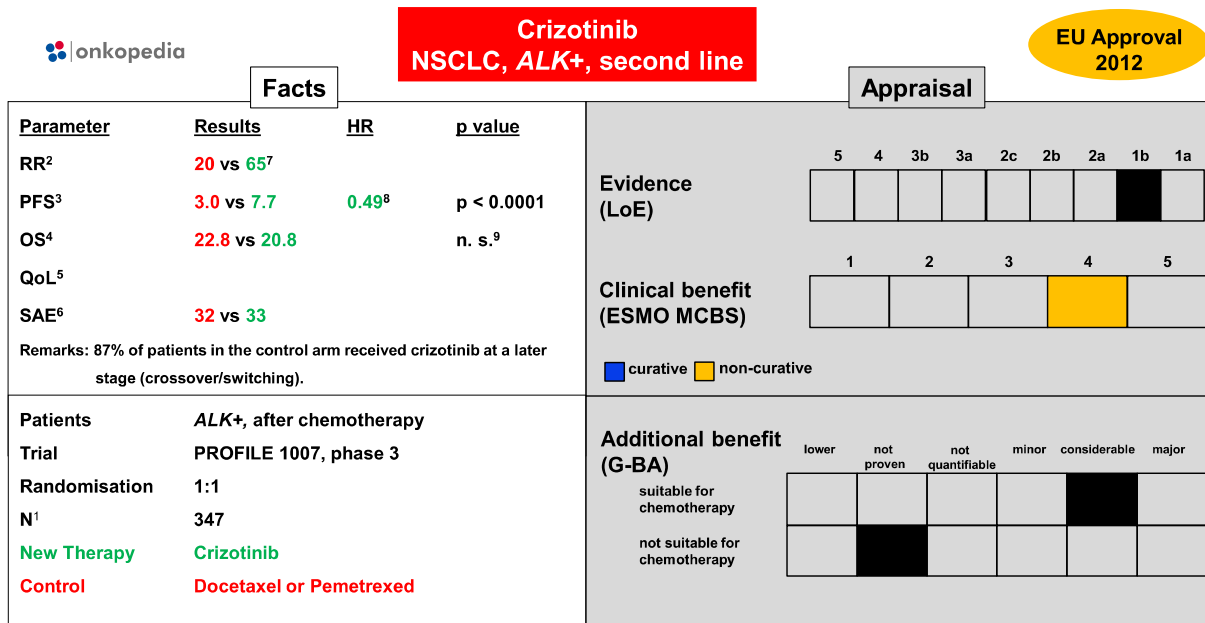 onkopedia
Crizotinib
NSCLC, ALK+, second line
EU Approval
2012
Facts
Parameter Results HR p value
RR² 20 vs 65⁷
PFS³ 3.0 vs 7.7 0.49⁸ p < 0.0001
OS⁴ 22.8 vs 20.8 n. s.⁹
QoL⁵
SAE⁶ 32 vs 33
Remarks: 87% of patients in the control arm received crizotinib at a later
stage (crossover/switching).
Patients ALK+, after chemotherapy
Trial PROFILE 1007, phase 3
Randomisation 1:1
N¹ 347
New Therapy Crizotinib
Control Docetaxel or Pemetrexed
Appraisal
5 4 3b 3a 2c 2b 2a 1b 1a
Evidence
(LoE)
1 2 3 4 5
Clinical benefit
(ESMO MCBS)
curative non-curative
Additional benefit
(G-BA)
lower not proven not quantifiable minor considerable major
suitable for
chemotherapy
not suitable for
chemotherapy